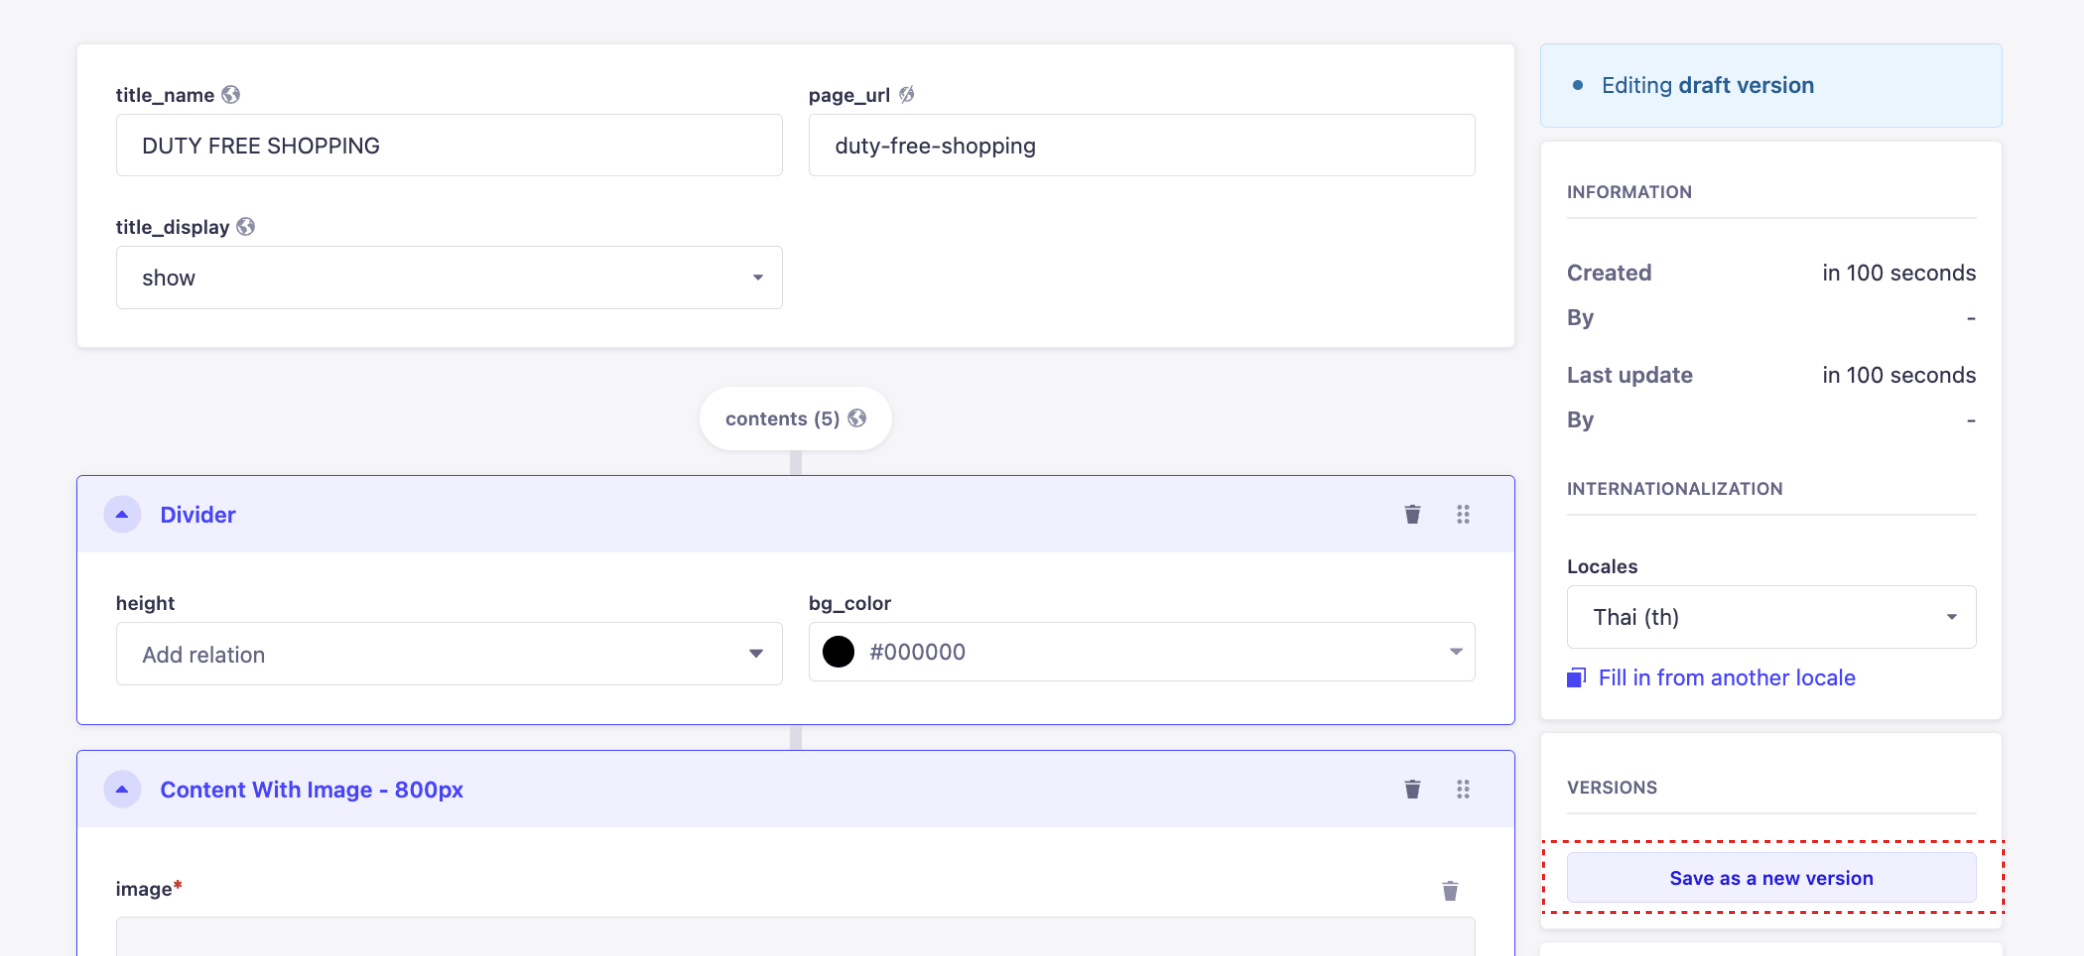 title_name
DUTY FREE SHOPPING
page_url
duty-free-shopping
title_display
show
contents (5)
Divider
height
Add relation
bg_color
#000000
Content With Image - 800px
image*
Editing draft version
INFORMATION
Created in 100 seconds
By -
Last update in 100 seconds
By -
INTERNATIONALIZATION
Locales
Thai (th)
Fill in from another locale
VERSIONS
Save as a new version